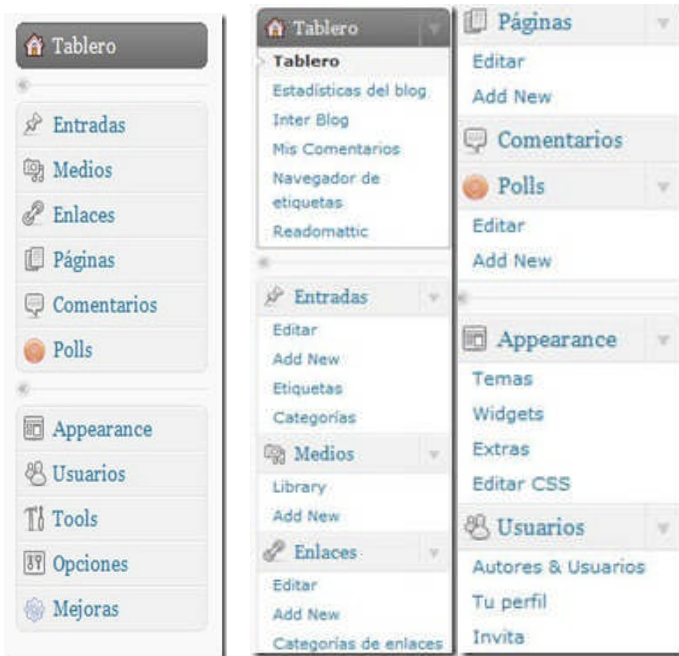 Tablero
Entradas
Medios
Enlaces
Páginas
Comentarios
Polls
Appearance
Usuarios
Tools
Opciones
Mejoras
Tablero
Tablero
Estadísticas del blog
Inter Blog
Mis Comentarios
Navegador de
etiquetas
Readomattic
Entradas
Editar
Add New
Etiquetas
Categorías
Medios
Library
Add New
Enlaces
Editar
Add New
Categorías de enlaces
Páginas
Editar
Add New
Comentarios
Polls
Editar
Add New
Appearance
Temas
Widgets
Extras
Editar CSS
Usuarios
Autores & Usuarios
Tu perfil
Invita